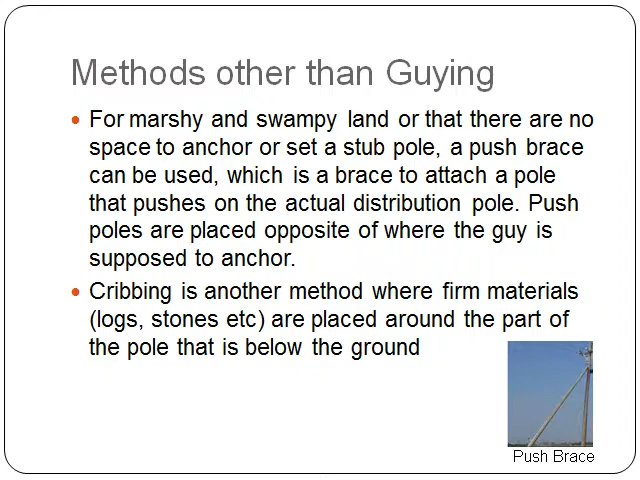 Methods other than Guying
• For marshy and swampy land or that there are no
space to anchor or set a stub pole, a push brace
can be used, which is a brace to attach a pole
that pushes on the actual distribution pole. Push
poles are placed opposite of where the guy is
supposed to anchor.
• Cribbing is another method where firm materials
(logs, stones etc) are placed around the part of
the pole that is below the ground
Push Brace